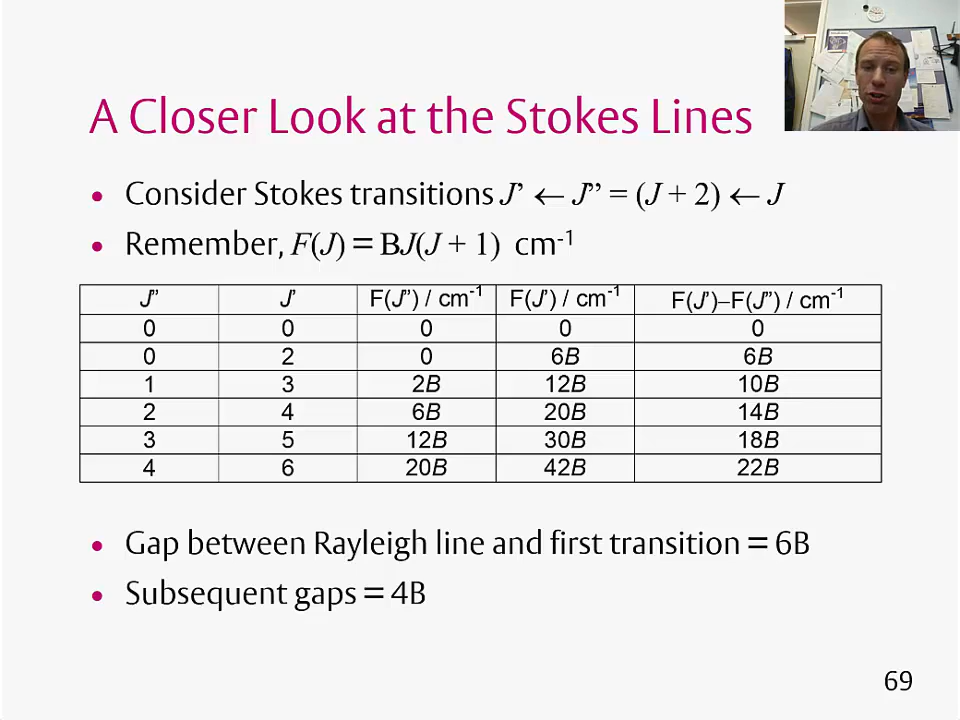 A Closer Look at the Stokes Lines
• Consider Stokes transitions J’ ← J” = (J + 2) ← J
• Remember, F(J) = BJ(J + 1) cm⁻¹
J” J’ F(J”) / cm⁻¹ F(J’) / cm⁻¹ F(J’)–F(J”) / cm⁻¹
0 0 0 0 0
0 2 0 6B 6B
1 3 2B 12B 10B
2 4 6B 20B 14B
3 5 12B 30B 18B
4 6 20B 42B 22B
• Gap between Rayleigh line and first transition = 6B
• Subsequent gaps = 4B
69